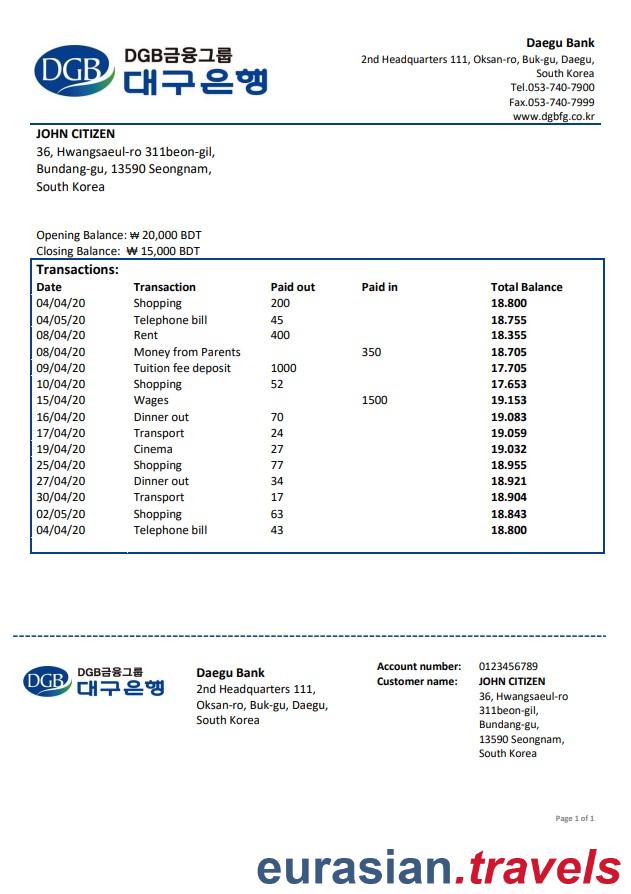 DGB
DGB금융그룹
대구은행
Daegu Bank
2nd Headquarters 111, Oksan-ro, Buk-gu, Daegu,
South Korea
Tel.053-740-7900
Fax.053-740-7999
www.dgbfg.co.kr
JOHN CITIZEN
36, Hwangsaeul-ro 311beon-gil,
Bundang-gu, 13590 Seongnam,
South Korea
Opening Balance: ₩ 20,000 BDT
Closing Balance: ₩ 15,000 BDT
Transactions:
Date Transaction Paid out Paid in Total Balance
04/04/20 Shopping 200 18.800
04/05/20 Telephone bill 45 18.755
08/04/20 Rent 400 18.355
08/04/20 Money from Parents 350 18.705
09/04/20 Tuition fee deposit 1000 17.705
10/04/20 Shopping 52 17.653
15/04/20 Wages 1500 19.153
16/04/20 Dinner out 70 19.083
17/04/20 Transport 24 19.059
19/04/20 Cinema 27 19.032
25/04/20 Shopping 77 18.955
27/04/20 Dinner out 34 18.921
30/04/20 Transport 17 18.904
02/05/20 Shopping 63 18.843
04/04/20 Telephone bill 43 18.800
DGB
DGB금융그룹
대구은행
Daegu Bank
2nd Headquarters 111,
Oksan-ro, Buk-gu, Daegu,
South Korea
Account number: 0123456789
Customer name: JOHN CITIZEN
36, Hwangsaeul-ro
311beon-gil,
Bundang-gu,
13590 Seongnam,
South Korea
Page 1 of 1
eurasian.travels